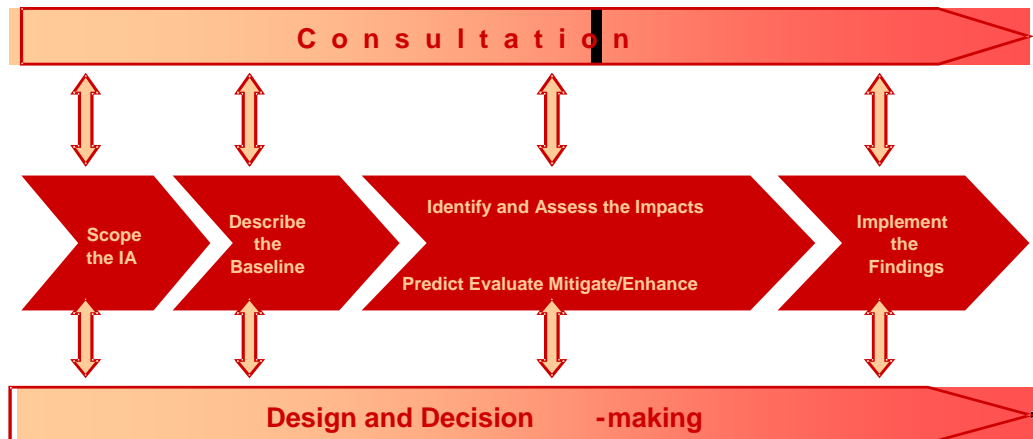 Consultation
Scope
the IA
Describe
the
Baseline
Identify and Assess the Impacts
Predict Evaluate Mitigate/Enhance
Implement
the
Findings
Design and Decision -making